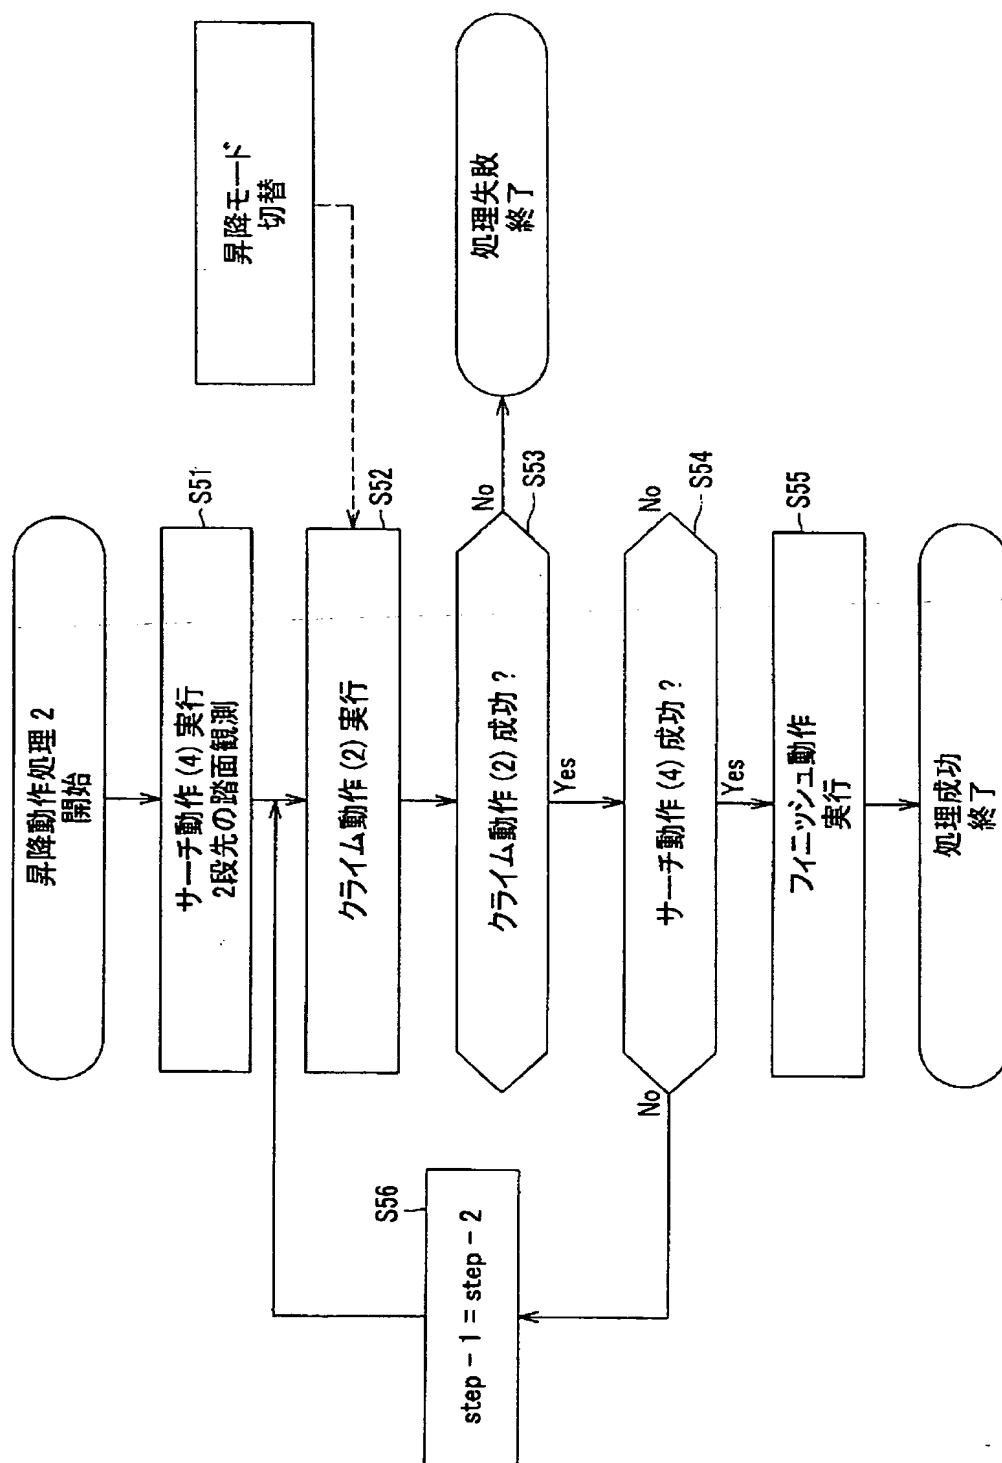 昇降動作処理 2
開始
サーチ動作 (4) 実行
2段先の踏面観測
S51
昇降モード
切替
クライム動作 (2) 実行
S52
クライム動作 (2) 成功 ?
S53
No
Yes
処理失敗
終了
サーチ動作 (4) 成功 ?
S54
No
No
Yes
step − 1 = step − 2
S56
フィニッシュ動作
実行
S55
処理成功
終了